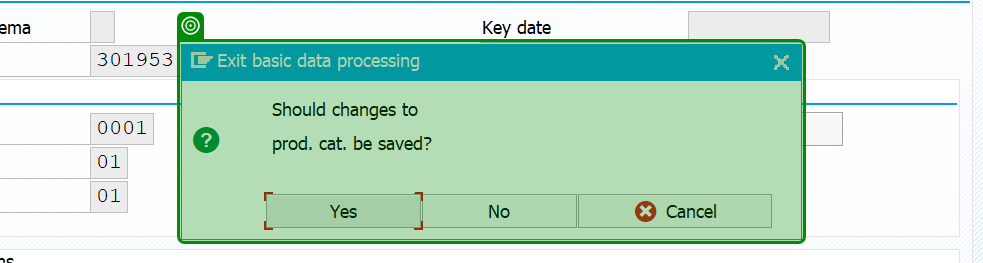 ema
Key date
301953
Exit basic data processing
Should changes to
prod. cat. be saved?
0001
01
01
Yes
No
Cancel